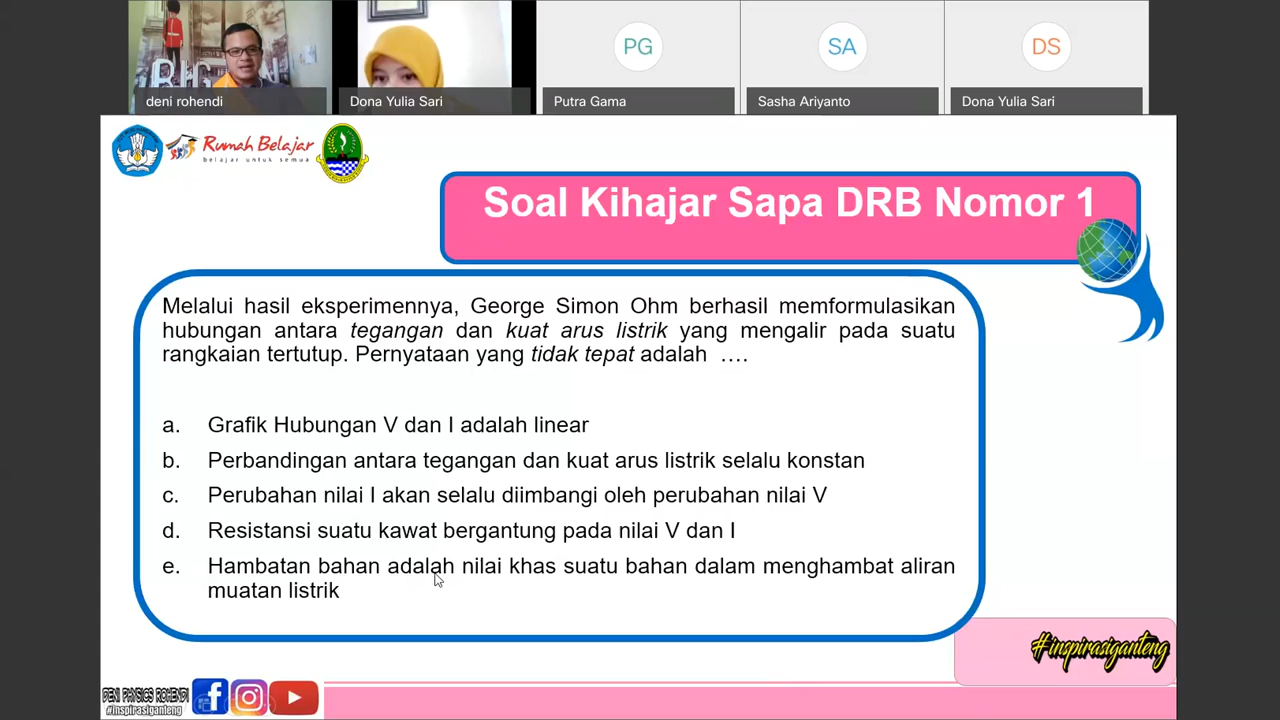 PG
SA
DS
deni rohendi
Dona Yulia Sari
Putra Gama
Sasha Ariyanto
Dona Yulia Sari
Rumah Belajar
belajar untuk semua
Soal Kihajar Sapa DRB Nomor 1
Melalui hasil eksperimennya, George Simon Ohm berhasil memformulasikan
hubungan antara tegangan dan kuat arus listrik yang mengalir pada suatu
rangkaian tertutup. Pernyataan yang tidak tepat adalah ....
a. Grafik Hubungan V dan I adalah linear
b. Perbandingan antara tegangan dan kuat arus listrik selalu konstan
c. Perubahan nilai I akan selalu diimbangi oleh perubahan nilai V
d. Resistansi suatu kawat bergantung pada nilai V dan I
e. Hambatan bahan adalah nilai khas suatu bahan dalam menghambat aliran
muatan listrik
#inspirasiganteng
DENI PHYSICS ROHENDI
#inspirasiganteng